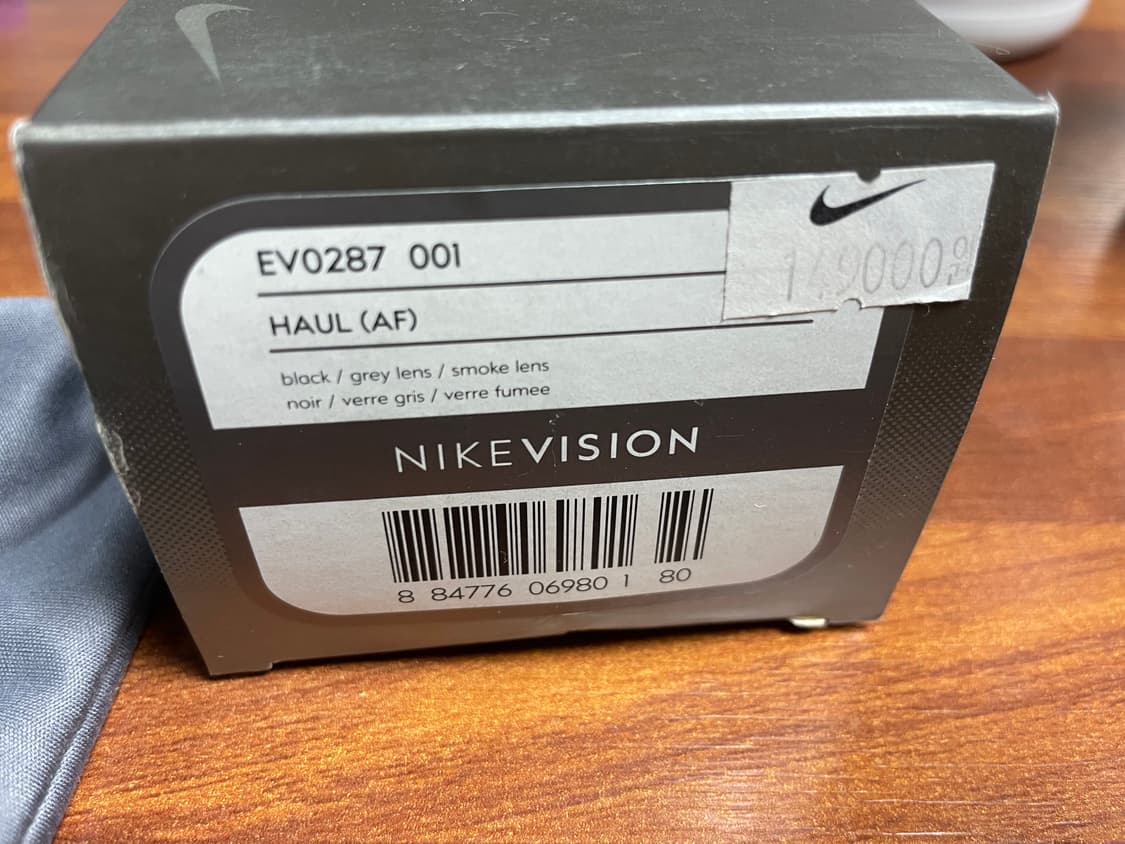 EV0287 001
HAUL (AF)
black / grey lens / smoke lens
noir / verre gris / verre fumee
NIKEVISION
8 84776 06980 1 80